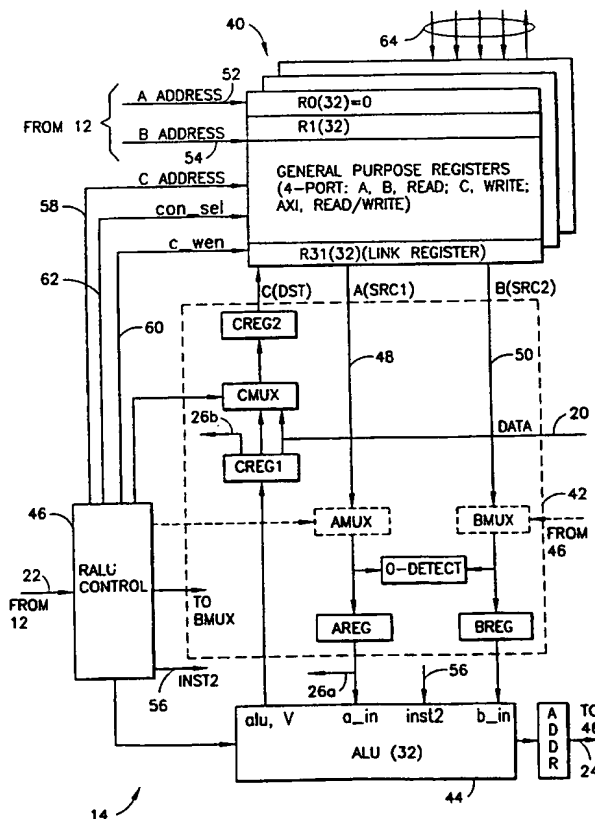 40
64
A ADDRESS
52
R0(32)=0
FROM 12
R1(32)
B ADDRESS
54
GENERAL PURPOSE REGISTERS
(4-PORT: A, B, READ; C, WRITE;
AXI, READ/WRITE)
C ADDRESS
58
con_sel
62
c_wen
R31(32)(LINK REGISTER)
60
C(DST)
A(SRC1)
B(SRC2)
CREG2
48
50
CMUX
26b
DATA
20
CREG1
46
42
AMUX
BMUX
FROM
46
RALU
CONTROL
22
FROM
12
0-DETECT
TO
BMUX
AREG
BREG
56
INST2
26a
56
alu, V
a_in
inst2
b_in
ALU (32)
ADDR
TO
46
24
44
14